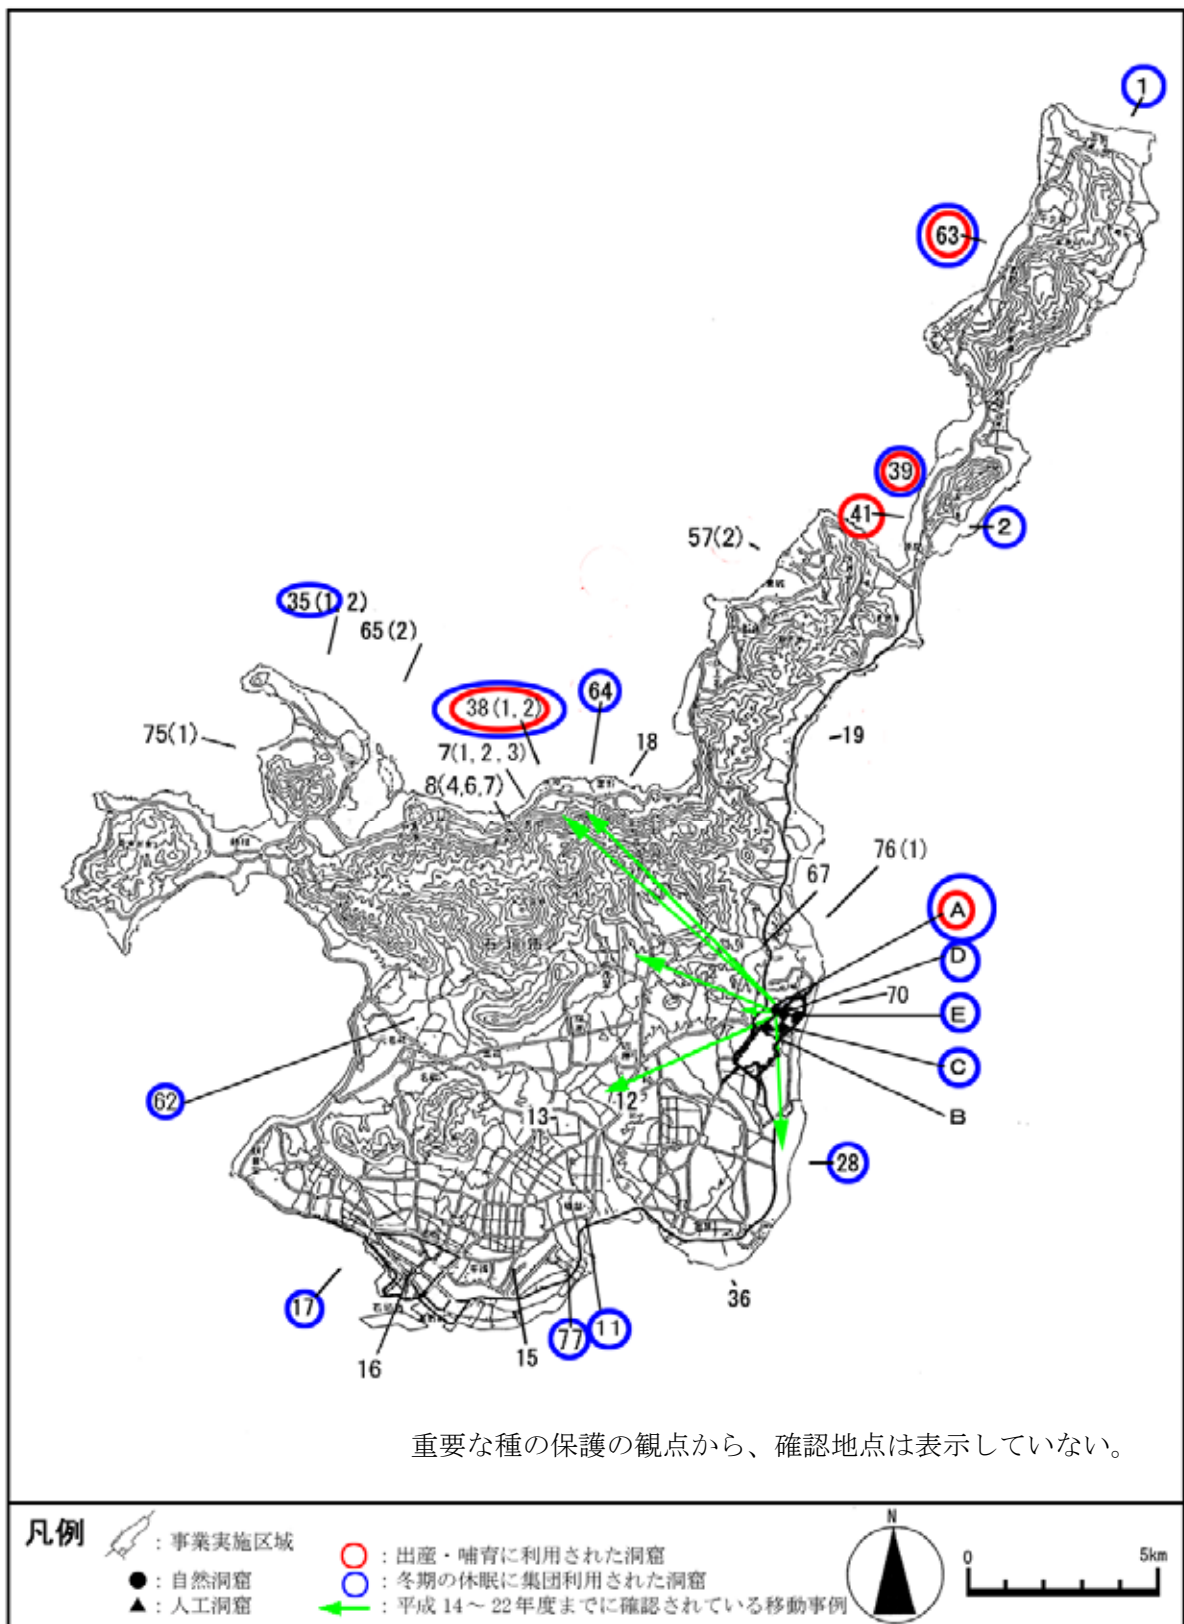 1
63
39
41
2
57(2)
35(1, 2)
65(2)
64
38(1, 2)
75(1)
7(1, 2, 3)
18
19
8(4,6,7)
76(1)
67
A
D
70
E
C
62
12
13
B
28
17
36
11
77
15
16
重要な種の保護の観点から、確認地点は表示していない。
凡例
：事業実施区域
：自然洞窟
：人工洞窟
：出産・哺育に利用された洞窟
：冬期の休眠に集団利用された洞窟
：平成 14～22年度までに確認されている移動事例
N
0 5km